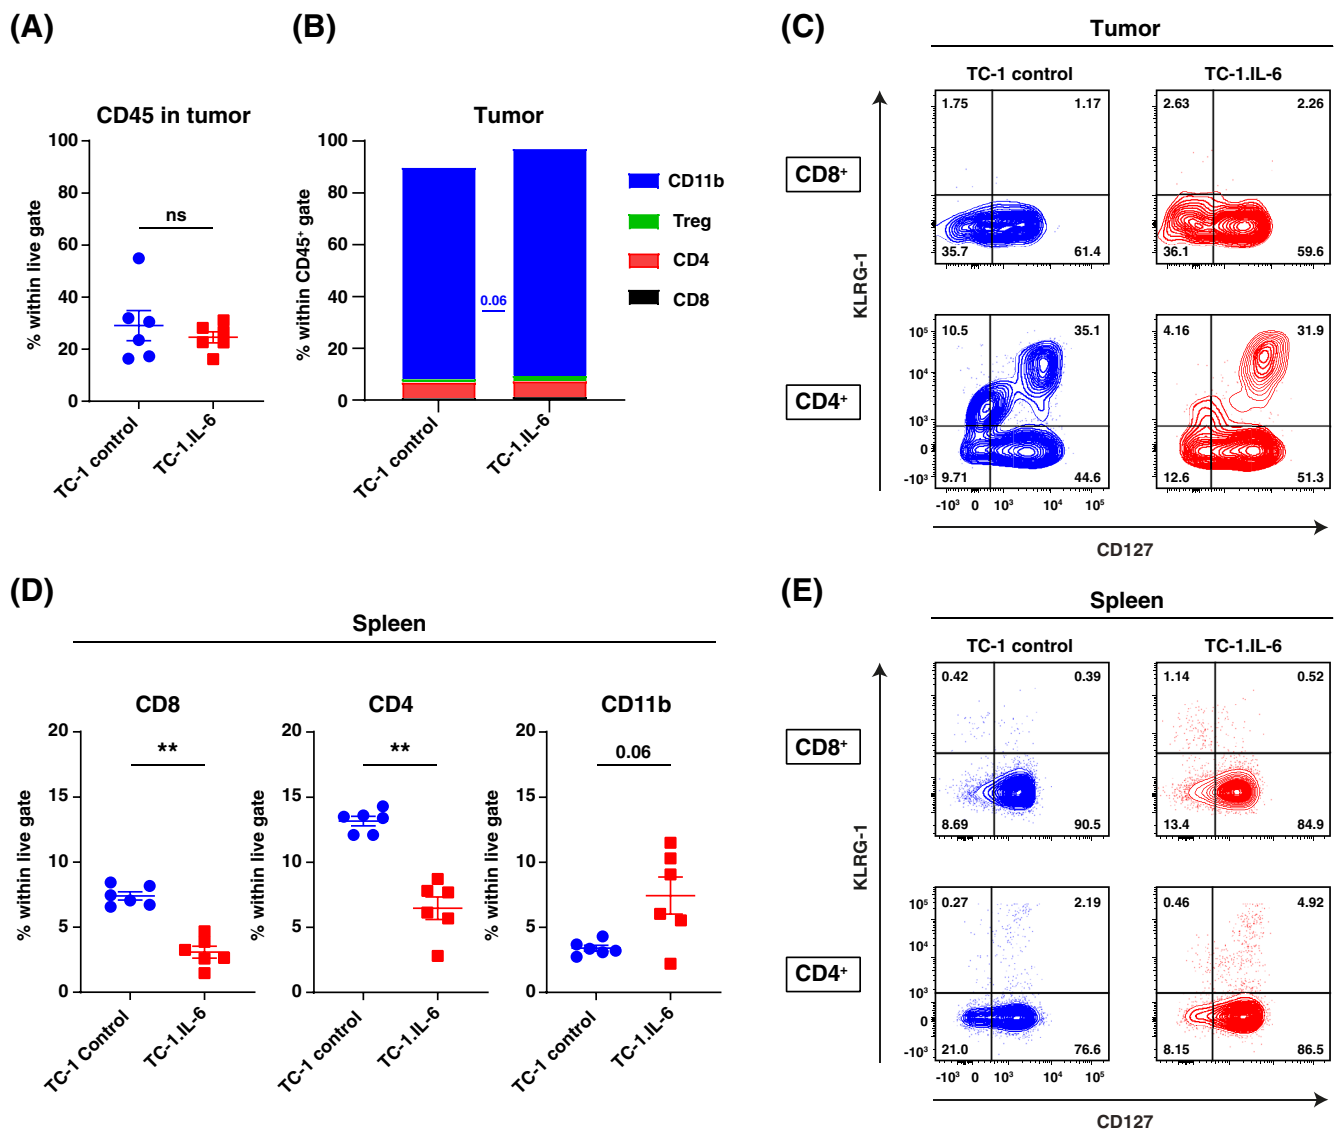 (A)
CD45 in tumor
% within live gate
100
80
60
40
20
0
ns
TC-1 control
TC-1.IL-6
(B)
Tumor
% within CD45⁺ gate
100
80
60
40
20
0
0.06
TC-1 control
TC-1.IL-6
CD11b
Treg
CD4
CD8
(C)
Tumor
TC-1 control
TC-1.IL-6
CD8⁺
1.75 1.17
35.7 61.4
2.63 2.26
36.1 59.6
KLRG-1
CD4⁺
10⁵
10⁴
10³
0
-10³
10.5 35.1
9.71 44.6
4.16 31.9
12.6 51.3
-10³ 0 10³ 10⁴ 10⁵
CD127
(D)
Spleen
CD8
% within live gate
20
15
10
5
0
**
TC-1 Control
TC-1.IL-6
CD4
% within live gate
20
15
10
5
0
**
TC-1 control
TC-1.IL-6
CD11b
% within live gate
20
15
10
5
0
0.06
TC-1 control
TC-1.IL-6
(E)
Spleen
TC-1 control
TC-1.IL-6
CD8⁺
0.42 0.39
8.69 90.5
1.14 0.52
13.4 84.9
KLRG-1
CD4⁺
10⁵
10⁴
10³
0
-10³
0.27 2.19
21.0 76.6
0.46 4.92
8.15 86.5
-10³ 0 10³ 10⁴ 10⁵
CD127